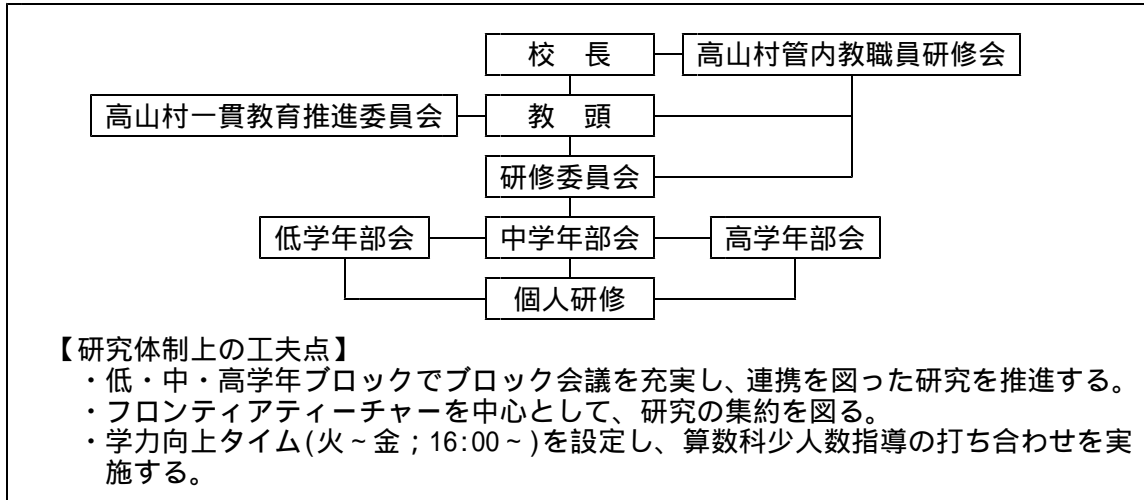 校　長
高山村管内教職員研修会
高山村一貫教育推進委員会
教　頭
研修委員会
低学年部会
中学年部会
高学年部会
個人研修
【研究体制上の工夫点】
・低・中・高学年ブロックでブロック会議を充実し、連携を図った研究を推進する。
・フロンティアティーチャーを中心として、研究の集約を図る。
・学力向上タイム(火～金；16:00～)を設定し、算数科少人数指導の打ち合わせを実
施する。